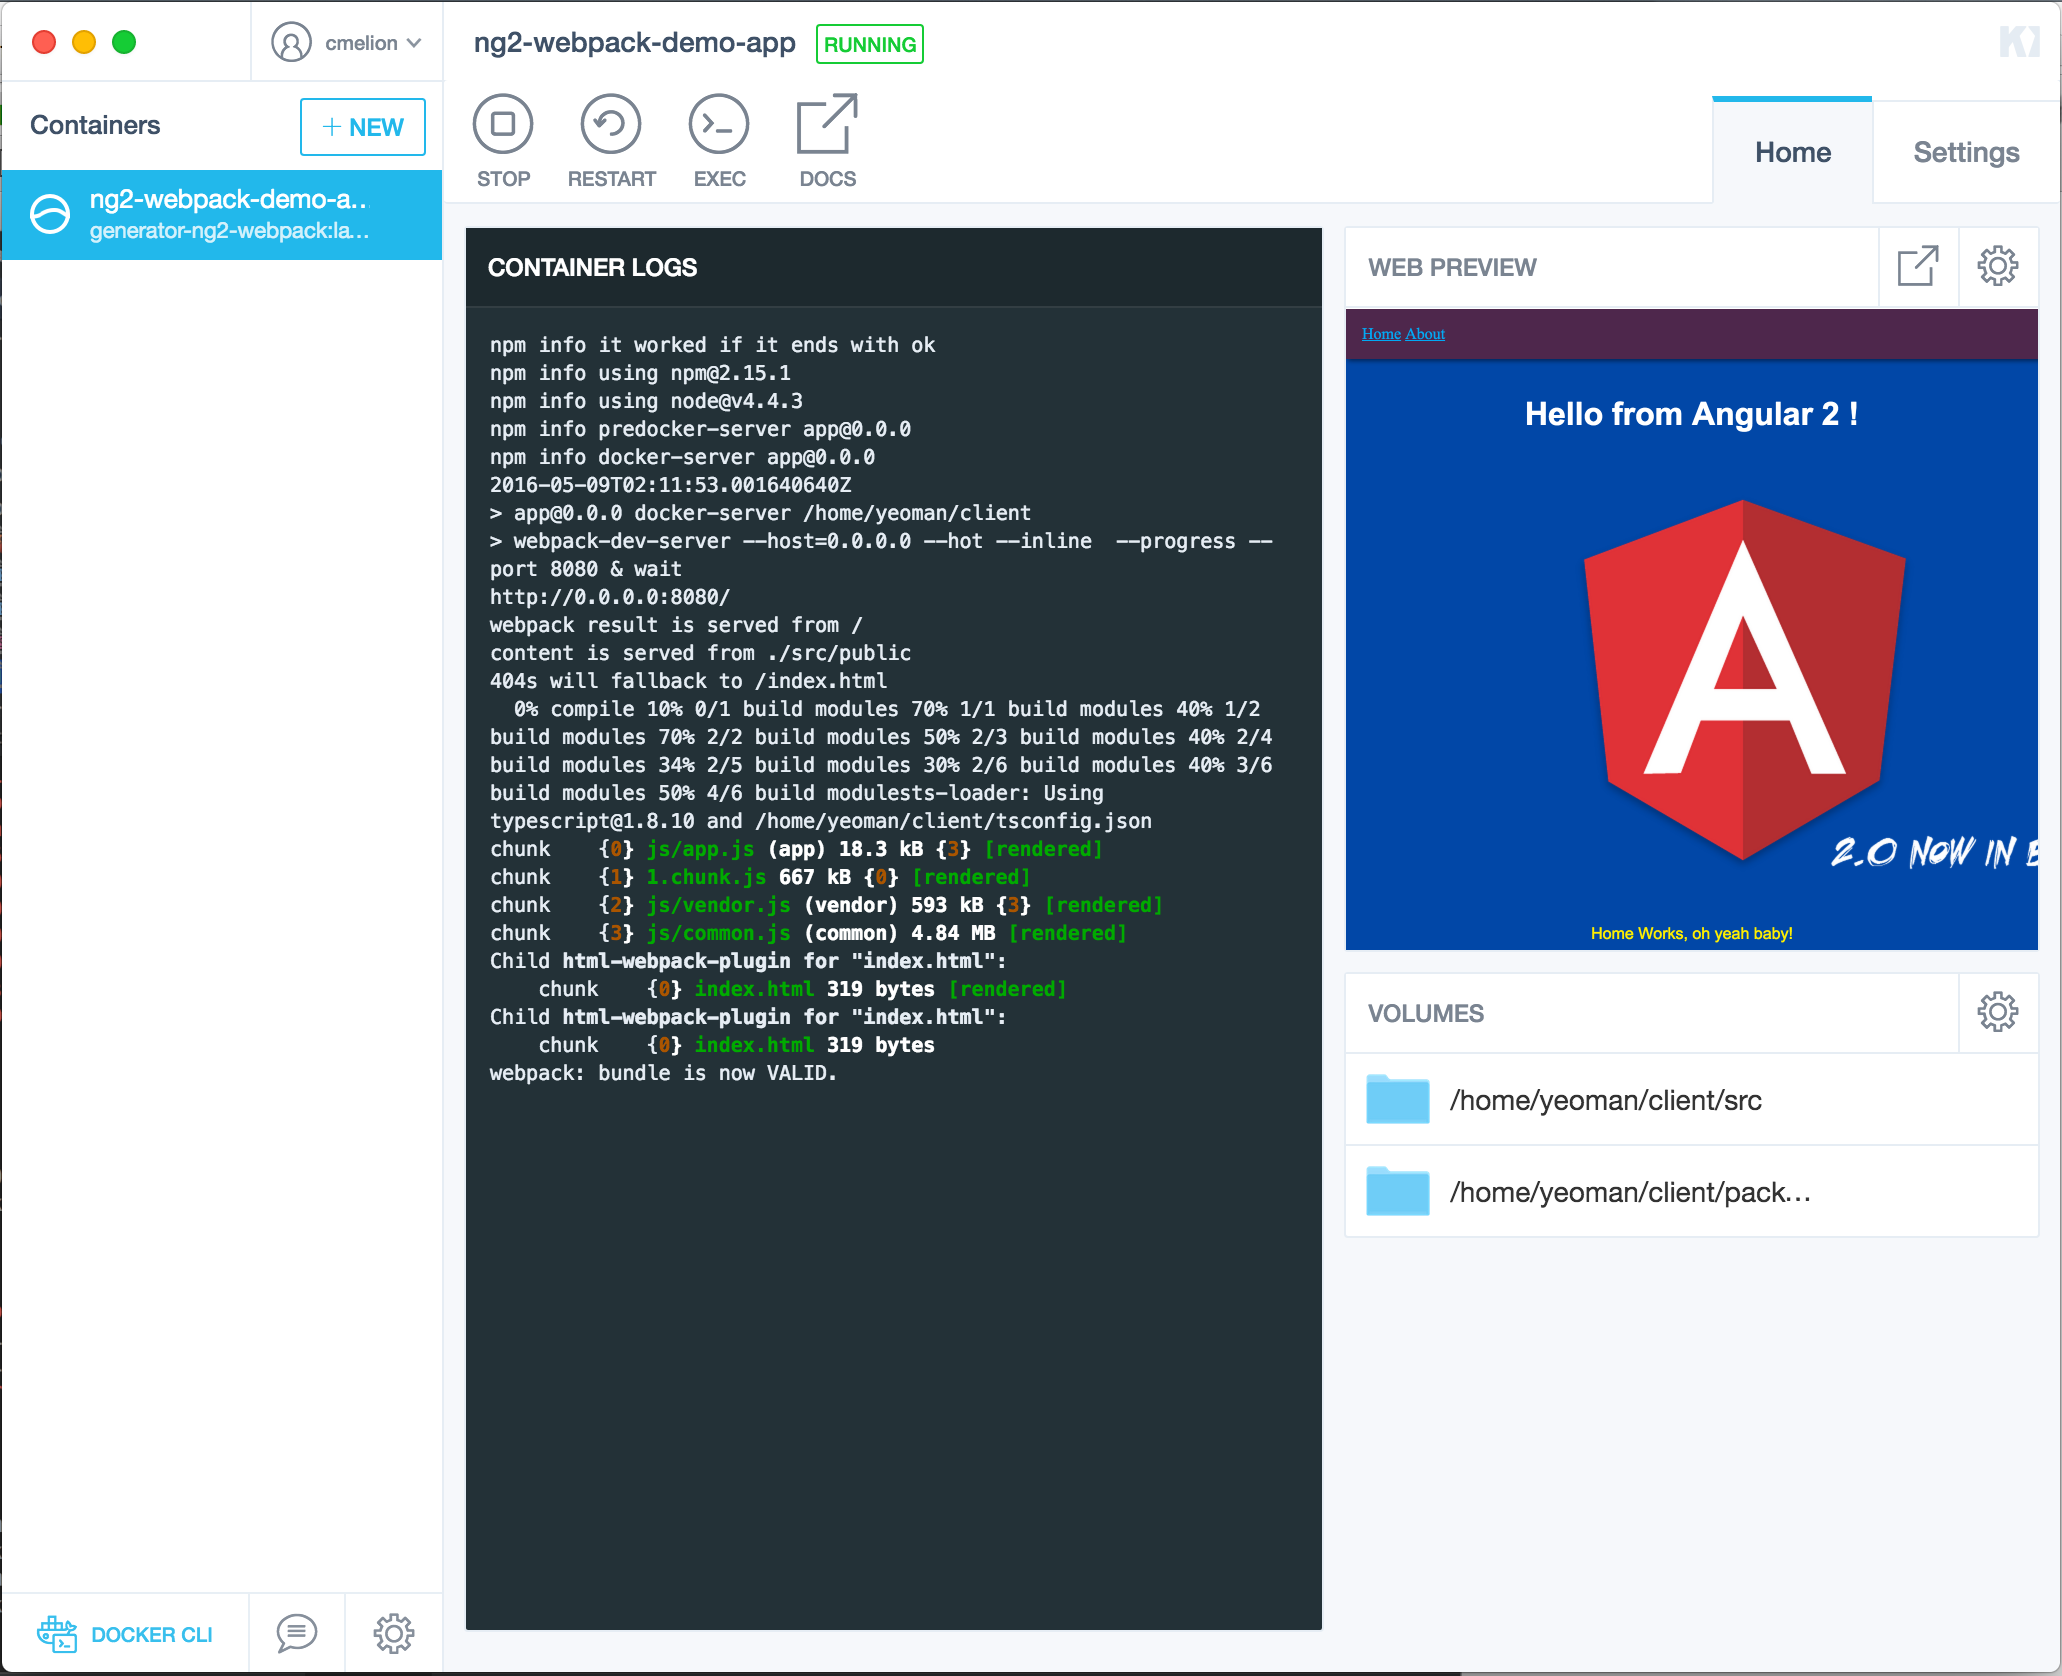 cmelion
ng2-webpack-demo-app RUNNING
Containers
+ NEW
STOP RESTART EXEC DOCS
Home Settings
ng2-webpack-demo-a...
generator-ng2-webpack:la...
CONTAINER LOGS
npm info it worked if it ends with ok
npm info using npm@2.15.1
npm info using node@v4.4.3
npm info predocker-server app@0.0.0
npm info docker-server app@0.0.0
2016-05-09T02:11:53.001640640Z
> app@0.0.0 docker-server /home/yeoman/client
> webpack-dev-server --host=0.0.0.0 --hot --inline  --progress --
port 8080 & wait
http://0.0.0.0:8080/
webpack result is served from /
content is served from ./src/public
404s will fallback to /index.html
0% compile 10% 0/1 build modules 70% 1/1 build modules 40% 1/2
build modules 70% 2/2 build modules 50% 2/3 build modules 40% 2/4
build modules 34% 2/5 build modules 30% 2/6 build modules 40% 3/6
build modules 50% 4/6 build modulests-loader: Using
typescript@1.8.10 and /home/yeoman/client/tsconfig.json
chunk    {0} js/app.js (app) 18.3 kB {3} [rendered]
chunk    {1} 1.chunk.js 667 kB {0} [rendered]
chunk    {2} js/vendor.js (vendor) 593 kB {3} [rendered]
chunk    {3} js/common.js (common) 4.84 MB [rendered]
Child html-webpack-plugin for "index.html":
chunk    {0} index.html 319 bytes [rendered]
Child html-webpack-plugin for "index.html":
chunk    {0} index.html 319 bytes
webpack: bundle is now VALID.
WEB PREVIEW
Home About
Hello from Angular 2 !
A
2.0 NOW IN B
Home Works, oh yeah baby!
VOLUMES
/home/yeoman/client/src
/home/yeoman/client/pack...
DOCKER CLI